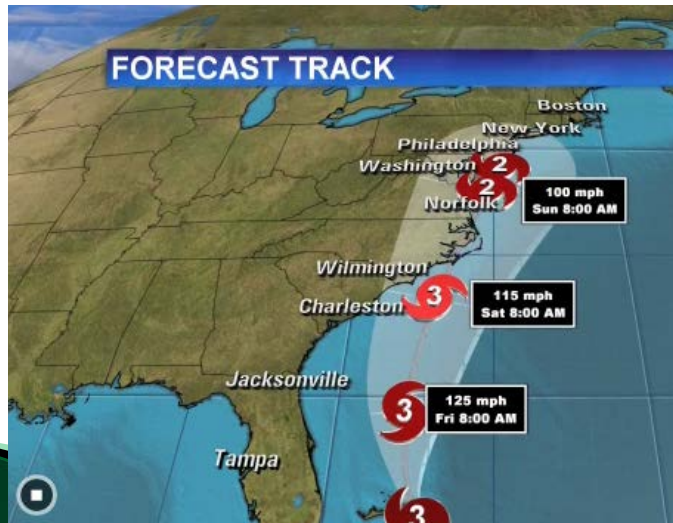 FORECAST TRACK
Boston
New York
Philadelphia
Washington
2
2
100 mph
Sun 8:00 AM
Norfolk
Wilmington
Charleston
3
115 mph
Sat 8:00 AM
Jacksonville
3
125 mph
Fri 8:00 AM
Tampa
3